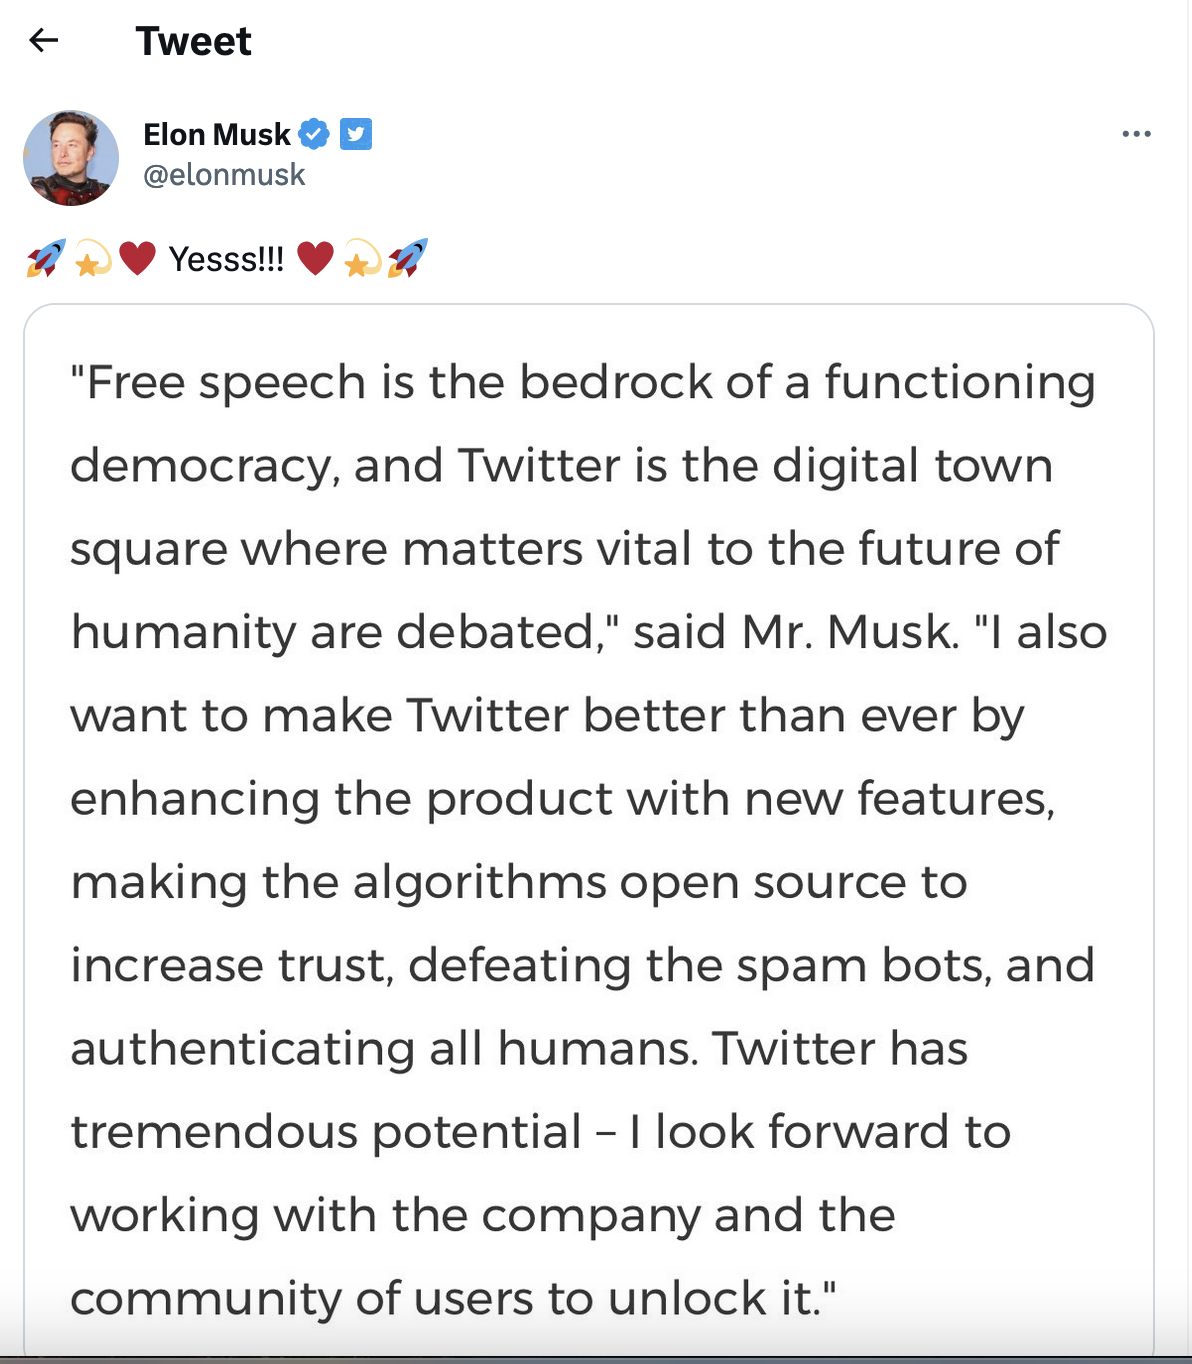 ← Tweet
Elon Musk
@elonmusk
🚀💫♥️ Yesss!!! ♥️💫🚀
"Free speech is the bedrock of a functioning
democracy, and Twitter is the digital town
square where matters vital to the future of
humanity are debated," said Mr. Musk. "I also
want to make Twitter better than ever by
enhancing the product with new features,
making the algorithms open source to
increase trust, defeating the spam bots, and
authenticating all humans. Twitter has
tremendous potential – I look forward to
working with the company and the
community of users to unlock it."